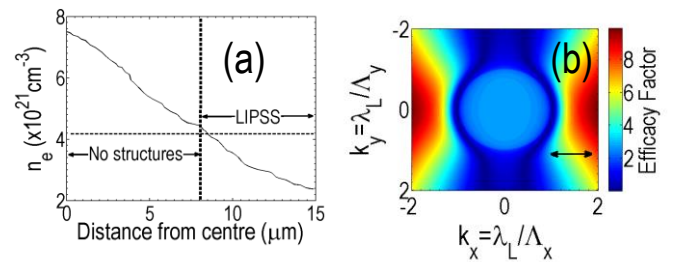 (a)
8
6
4
2
n_e (x10^21 cm^-3)
LIPSS
No structures
0 5 10 15
Distance from centre (μm)
(b)
-2
0
2
k_y=λ_L/Λ_y
-2 0 2
k_x=λ_L/Λ_x
8
6
4
2
Efficacy Factor